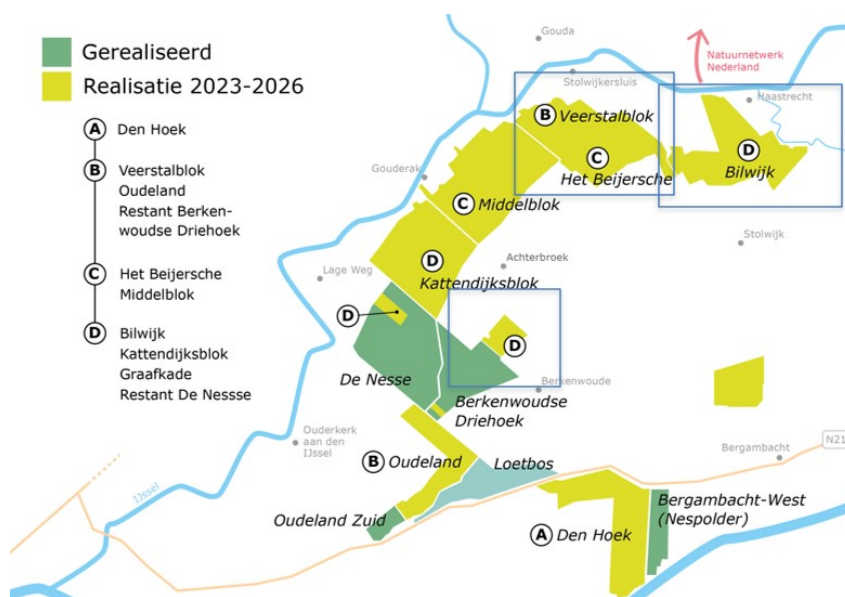 Gerealiseerd
Realisatie 2023-2026
A Den Hoek
B Veerstalblok
Oudeland
Restant Berken-
woudse Driehoek
C Het Beijersche
Middelblok
D Bilwijk
Kattendijksblok
Graafkade
Restant De Nessse
Gouda
Stolwijkersluis
Natuurnetwerk
Nederland
Haastrecht
B Veerstalblok
C
Het Beijersche
D
Bilwijk
Gouderak
C Middelblok
Stolwijk
Achterbroek
Lage Weg
D
Kattendijksblok
D
D
De Nesse
Berkenwoude
Berkenwoudse
Driehoek
Ouderkerk
aan den
IJssel
B Oudeland
Loetbos
Bergambacht
N21
IJssel
Oudeland Zuid
A Den Hoek
Bergambacht-West
(Nespolder)